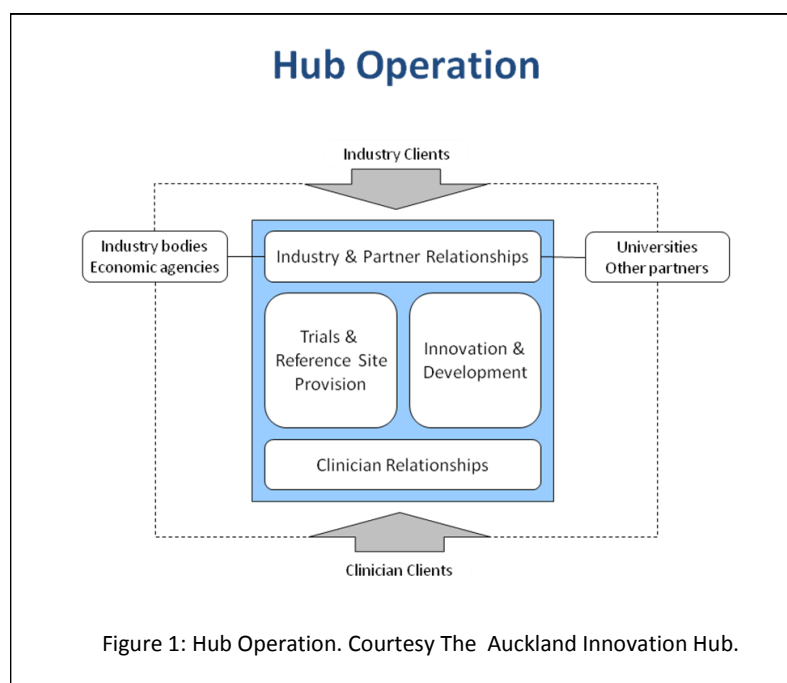 Hub Operation
Industry Clients
Industry bodies
Economic agencies
Industry & Partner Relationships
Universities
Other partners
Trials &
Reference Site
Provision
Innovation &
Development
Clinician Relationships
Clinician Clients
Figure 1: Hub Operation. Courtesy The Auckland Innovation Hub.